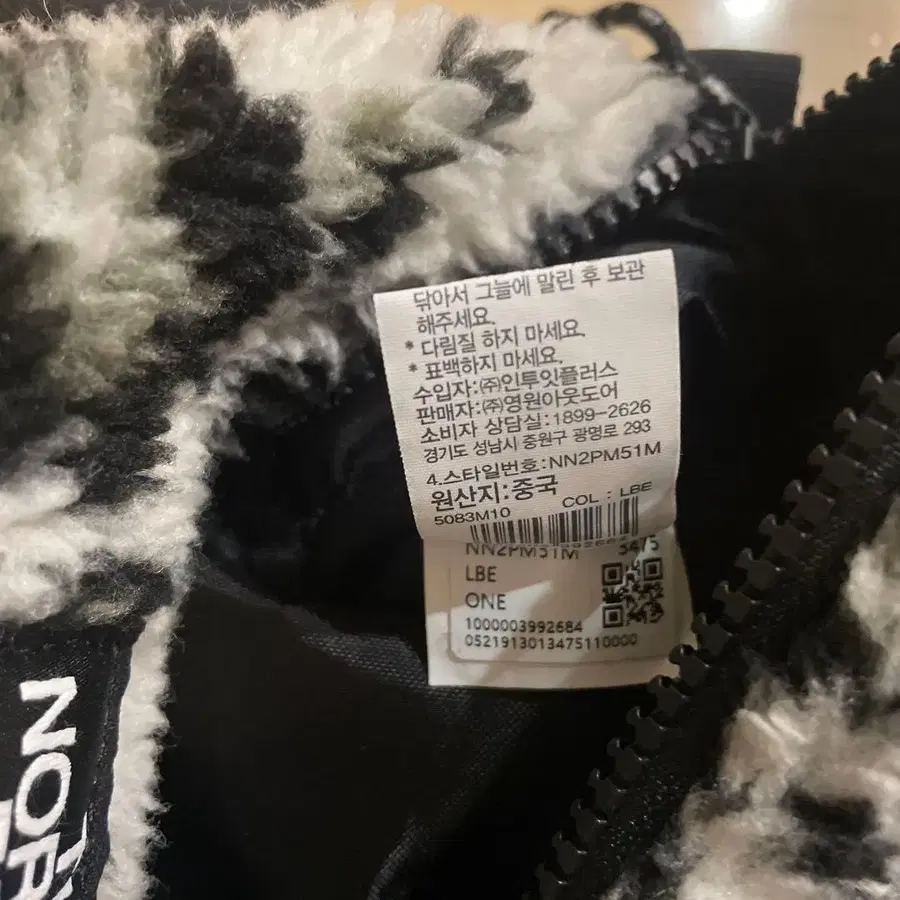 닦아서 그늘에 말린 후 보관
해주세요.
* 다림질 하지 마세요.
* 표백하지 마세요.
수입자:㈜인투잇플러스
판매자:㈜영원아웃도어
소비자 상담실:1899-2626
경기도 성남시 중원구 광명로 293
4.스타일번호:NN2PM51M
원산지:중국
5083M10 COL : LBE
NN2PM51M 3475
LBE
ONE
1000003992684
0521913013475110000
NOR